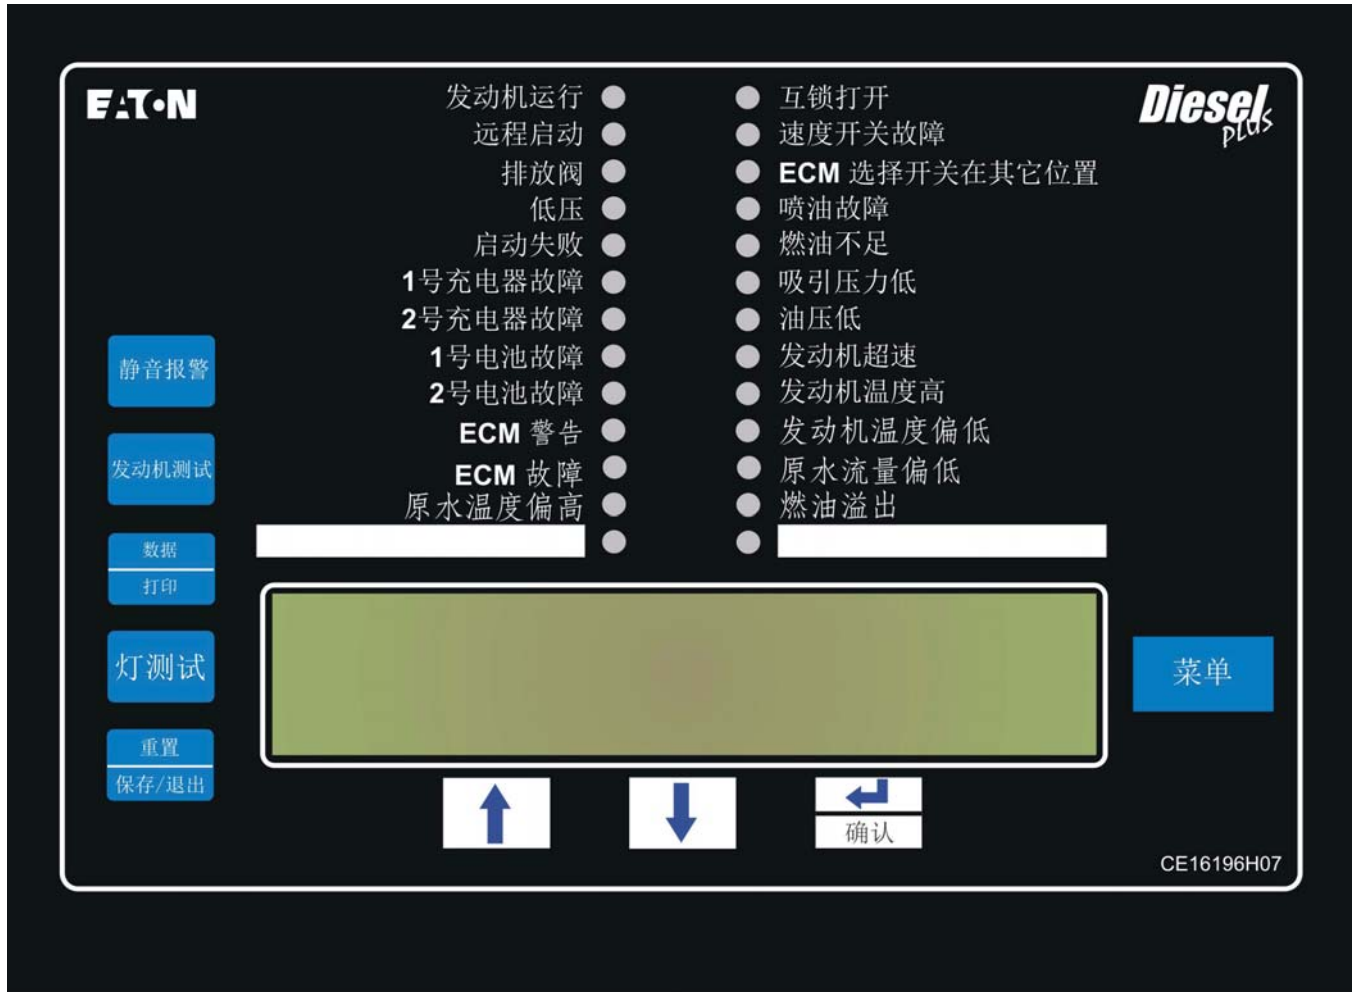 EATON
Diesel
plus
发动机运行
远程启动
排放阀
低压
启动失败
1号充电器故障
2号充电器故障
1号电池故障
2号电池故障
ECM 警告
ECM 故障
原水温度偏高
互锁打开
速度开关故障
ECM 选择开关在其它位置
喷油故障
燃油不足
吸引压力低
油压低
发动机超速
发动机温度高
发动机温度偏低
原水流量偏低
燃油溢出
静音报警
发动机测试
数据
打印
灯测试
重置
保存/退出
菜单
确认
CE16196H07